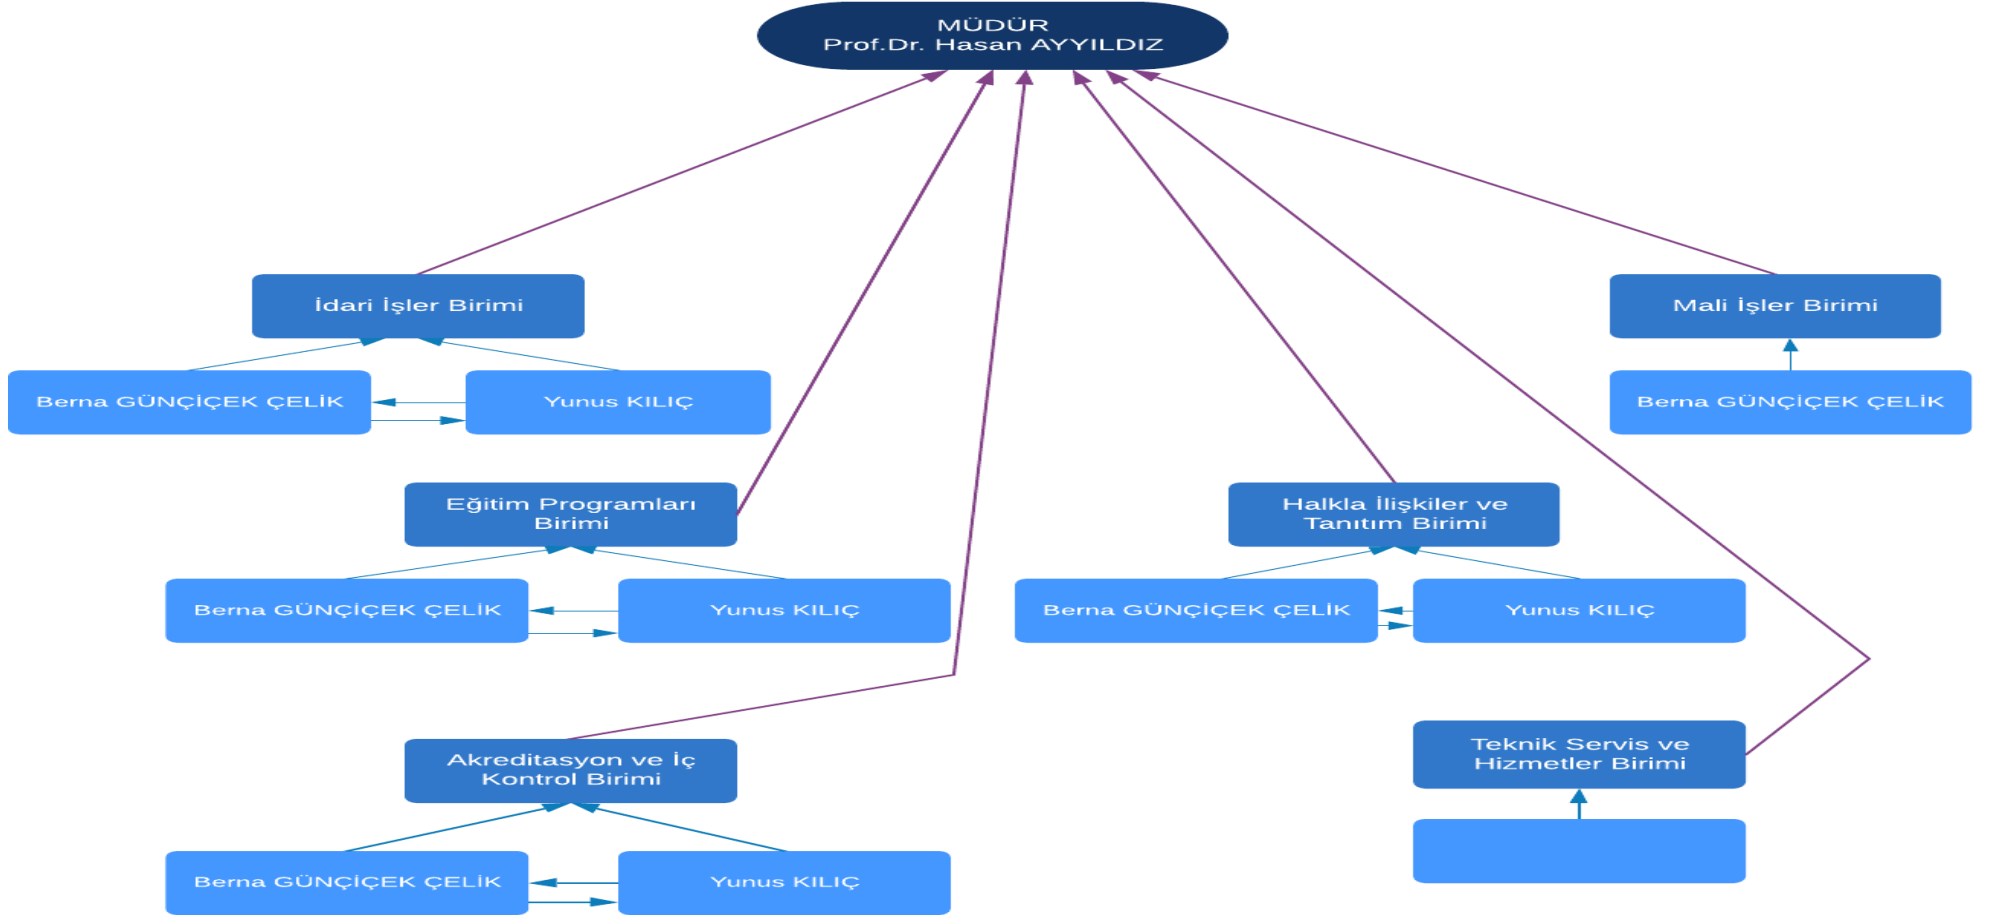 MÜDÜR
Prof.Dr. Hasan AYYILDIZ
İdari İşler Birimi
Mali İşler Birimi
Berna GÜNÇİÇEK ÇELİK
Yunus KILIÇ
Berna GÜNÇİÇEK ÇELİK
Eğitim Programları
Birimi
Halkla İlişkiler ve
Tanıtım Birimi
Berna GÜNÇİÇEK ÇELİK
Yunus KILIÇ
Berna GÜNÇİÇEK ÇELİK
Yunus KILIÇ
Akreditasyon ve İç
Kontrol Birimi
Teknik Servis ve
Hizmetler Birimi
Berna GÜNÇİÇEK ÇELİK
Yunus KILIÇ